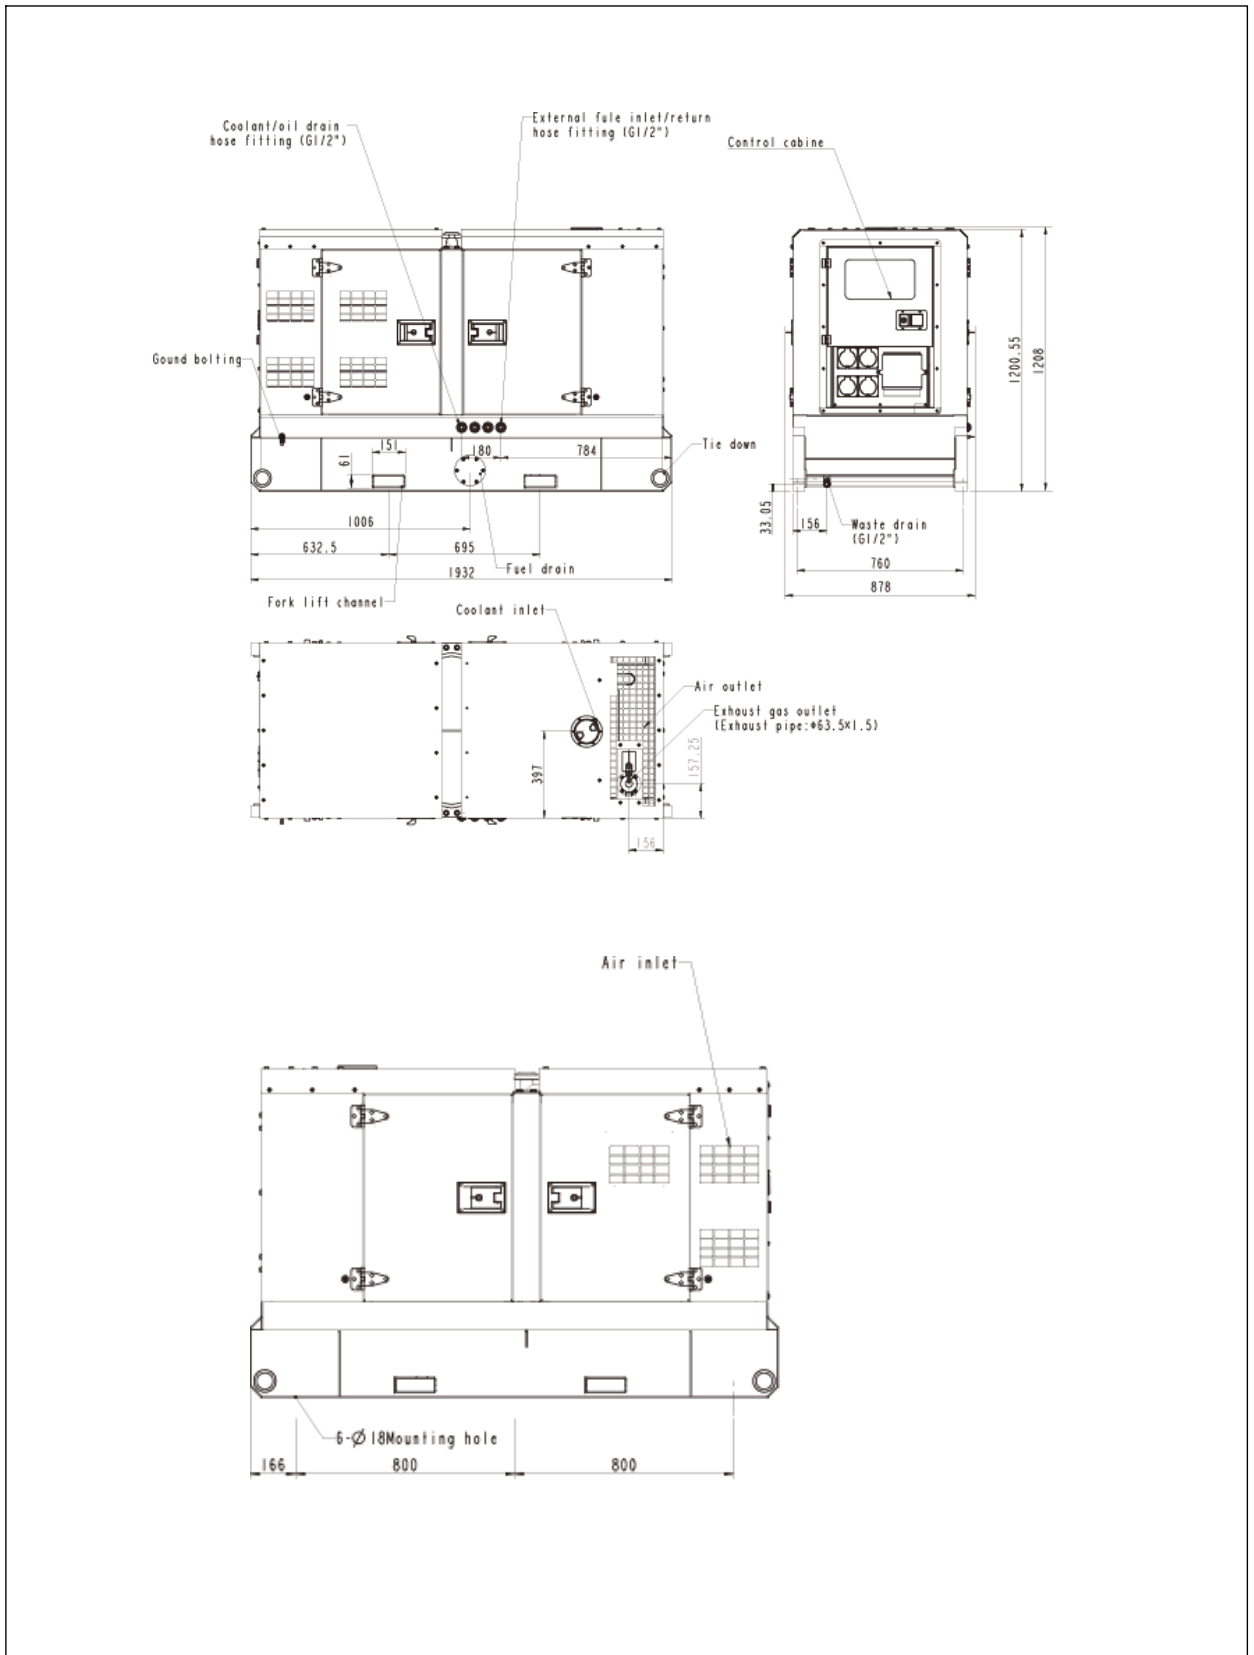 Coolant/oil drain
hose fitting (G1/2")
External fule inlet/return
hose fitting (G1/2")
Control cabine
Gound bolting
151
61
180
784
Tie down
1200.55
1208
1006
632.5
695
1932
Fuel drain
Fork lift channel
33.05
156
Waste drain
(G1/2")
760
878
Coolant inlet
Air outlet
Exhaust gas outlet
(Exhaust pipe:Φ63.5×1.5)
397
157.25
156
Air inlet
6-Ø18Mounting hole
166
800
800